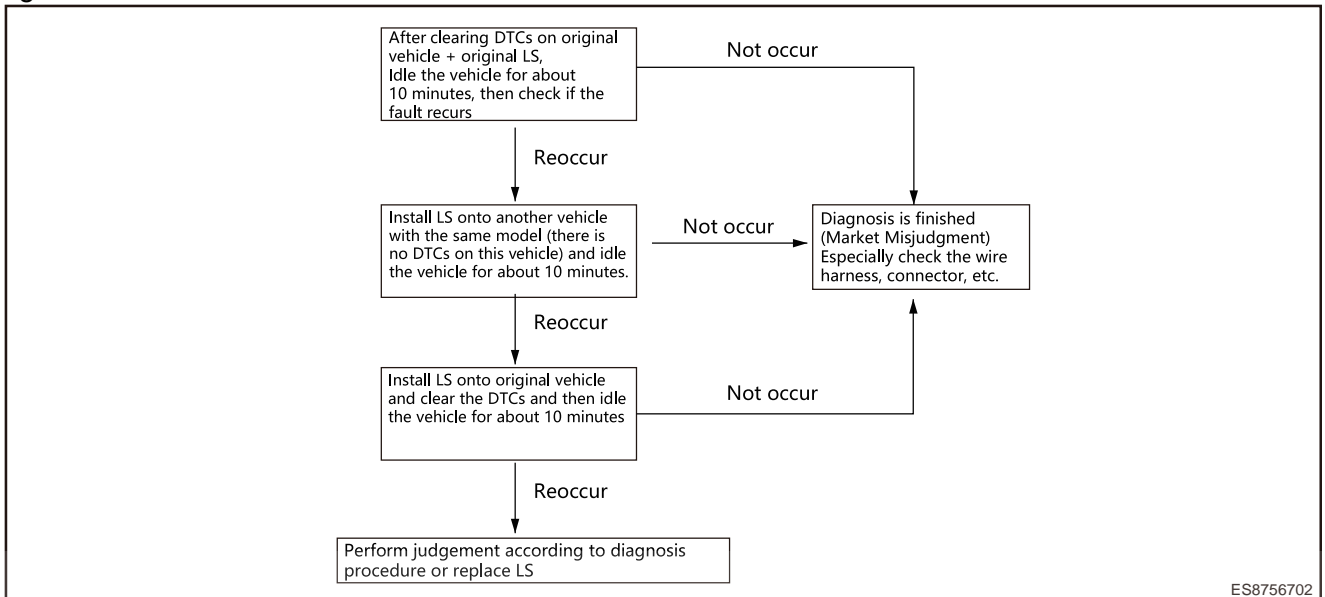 After clearing DTCs on original
vehicle + original LS,
Idle the vehicle for about
10 minutes, then check if the
fault recurs
Not occur
Reoccur
Install LS onto another vehicle
with the same model (there is
no DTCs on this vehicle) and idle
the vehicle for about 10 minutes.
Not occur
Diagnosis is finished
(Market Misjudgment)
Especially check the wire
harness, connector, etc.
Reoccur
Install LS onto original vehicle
and clear the DTCs and then idle
the vehicle for about 10 minutes
Not occur
Reoccur
Perform judgement according to diagnosis
procedure or replace LS
ES8756702